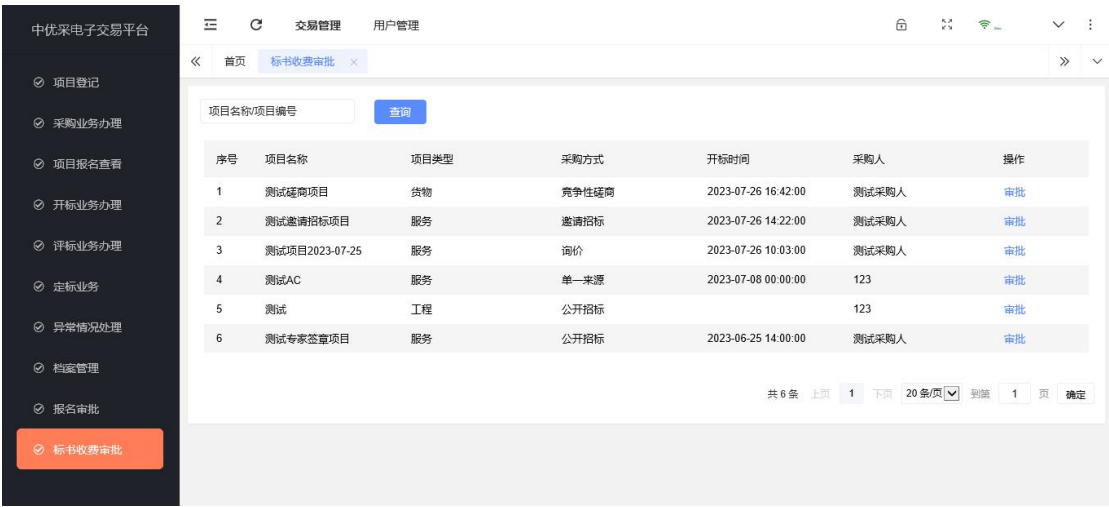 中优采电子交易平台
交易管理 用户管理
首页 标书收费审批 ×
项目登记
采购业务办理
项目报名查看
开标业务办理
评标业务办理
定标业务
异常情况处理
档案管理
报名审批
标书收费审批
项目名称/项目编号 查询
序号 项目名称 项目类型 采购方式 开标时间 采购人 操作
1 测试磋商项目 货物 竞争性磋商 2023-07-26 16:42:00 测试采购人 审批
2 测试邀请招标项目 服务 邀请招标 2023-07-26 14:22:00 测试采购人 审批
3 测试项目2023-07-25 服务 询价 2023-07-26 10:03:00 测试采购人 审批
4 测试AC 服务 单一来源 2023-07-08 00:00:00 123 审批
5 测试 工程 公开招标 123 审批
6 测试专家签章项目 服务 公开招标 2023-06-25 14:00:00 测试采购人 审批
共 6 条 上页 1 下页 20 条/页 到第 1 页 确定